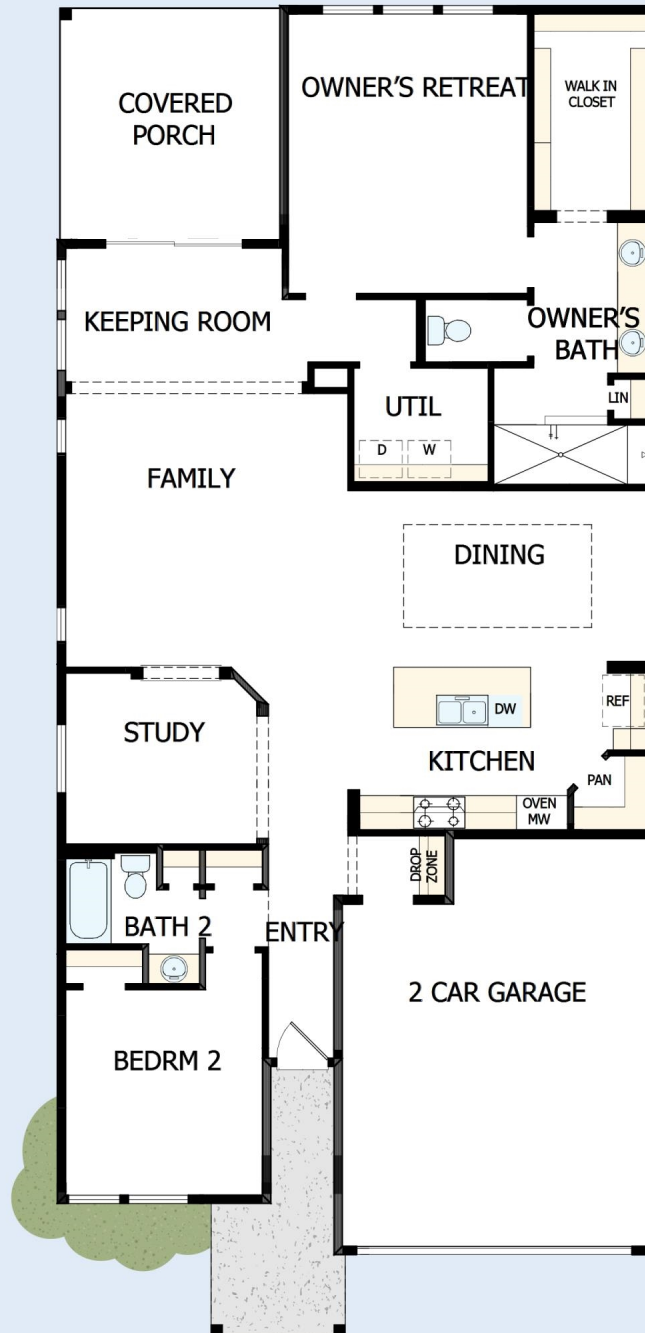 COVERED
PORCH
OWNER'S RETREAT
WALK IN
CLOSET
KEEPING ROOM
OWNER'S
BATH
LIN
UTIL
D
W
FAMILY
DINING
STUDY
DW
REF
KITCHEN
PAN
OVEN
MW
DROP
ZONE
BATH 2
ENTRY
2 CAR GARAGE
BEDRM 2